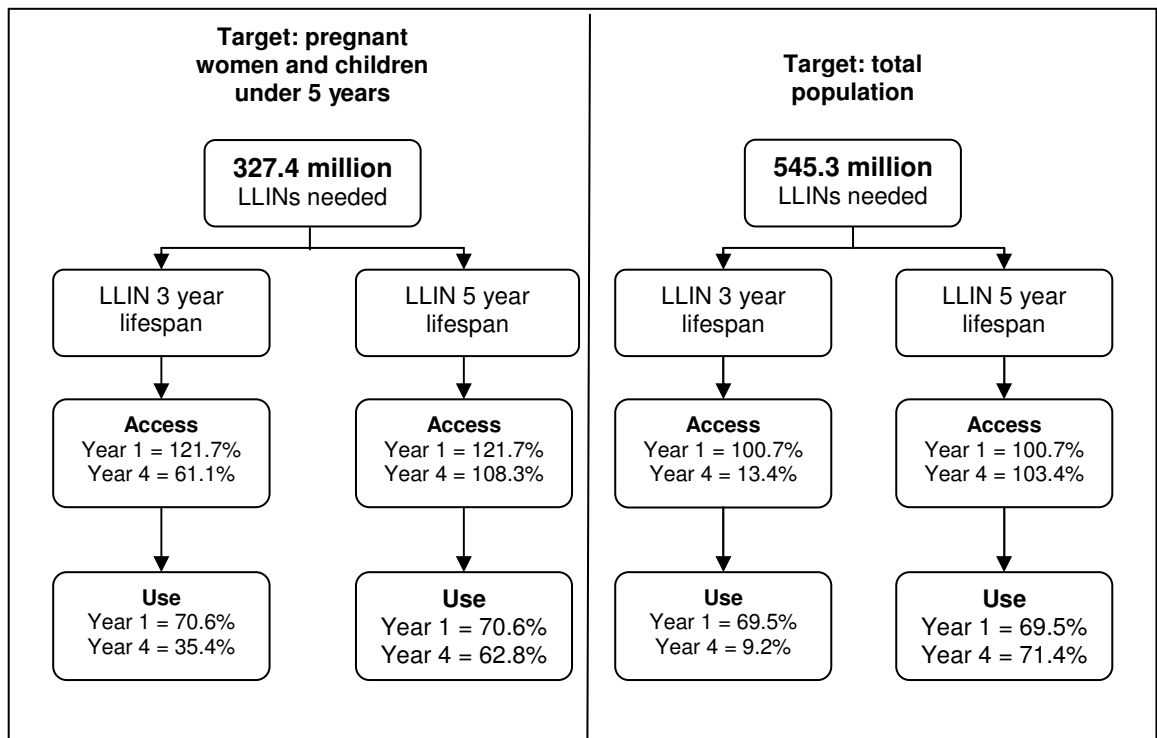 Target: pregnant
women and children
under 5 years
327.4 million
LLINs needed
LLIN 3 year
lifespan
LLIN 5 year
lifespan
Access
Year 1 = 121.7%
Year 4 = 61.1%
Access
Year 1 = 121.7%
Year 4 = 108.3%
Use
Year 1 = 70.6%
Year 4 = 35.4%
Use
Year 1 = 70.6%
Year 4 = 62.8%
Target: total
population
545.3 million
LLINs needed
LLIN 3 year
lifespan
LLIN 5 year
lifespan
Access
Year 1 = 100.7%
Year 4 = 13.4%
Access
Year 1 = 100.7%
Year 4 = 103.4%
Use
Year 1 = 69.5%
Year 4 = 9.2%
Use
Year 1 = 69.5%
Year 4 = 71.4%